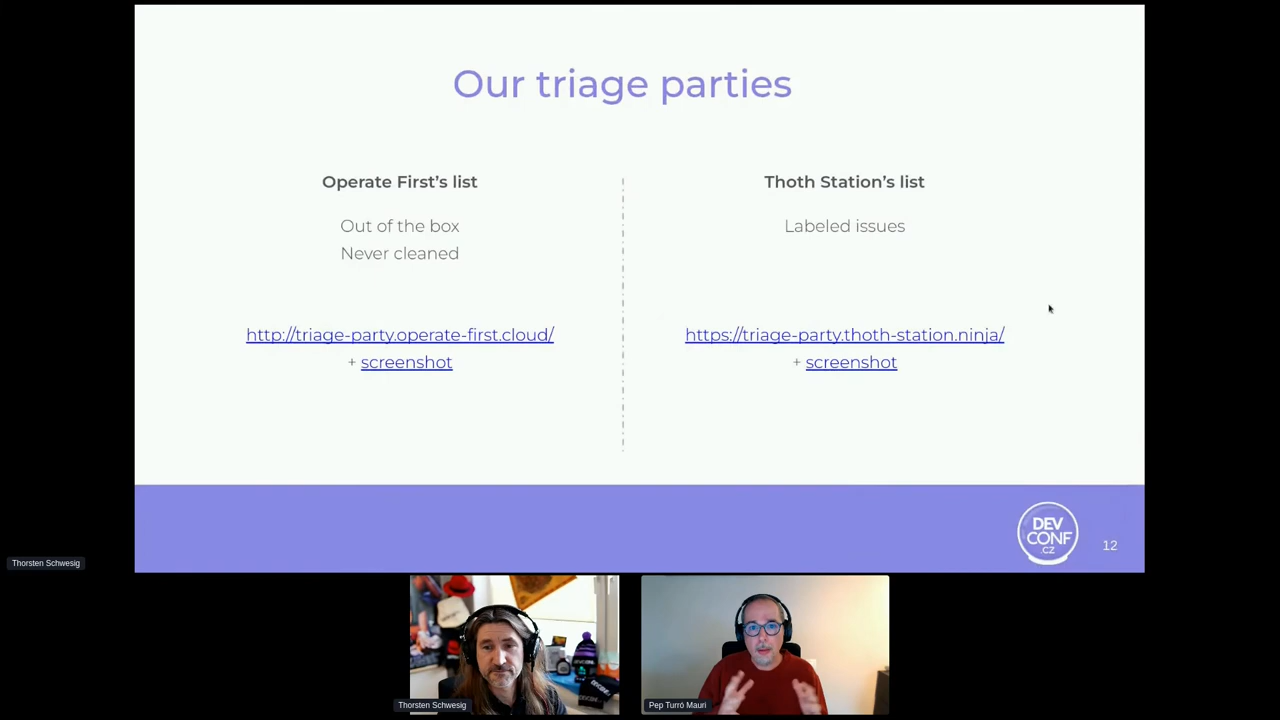 Our triage parties
Operate First's list
Out of the box
Never cleaned
http://triage-party.operate-first.cloud/
+ screenshot
Thoth Station's list
Labeled issues
https://triage-party.thoth-station.ninja/
+ screenshot
DEV
CONF
.CZ
12
Thorsten Schwesig
Thorsten Schwesig
Pep Turró Mauri